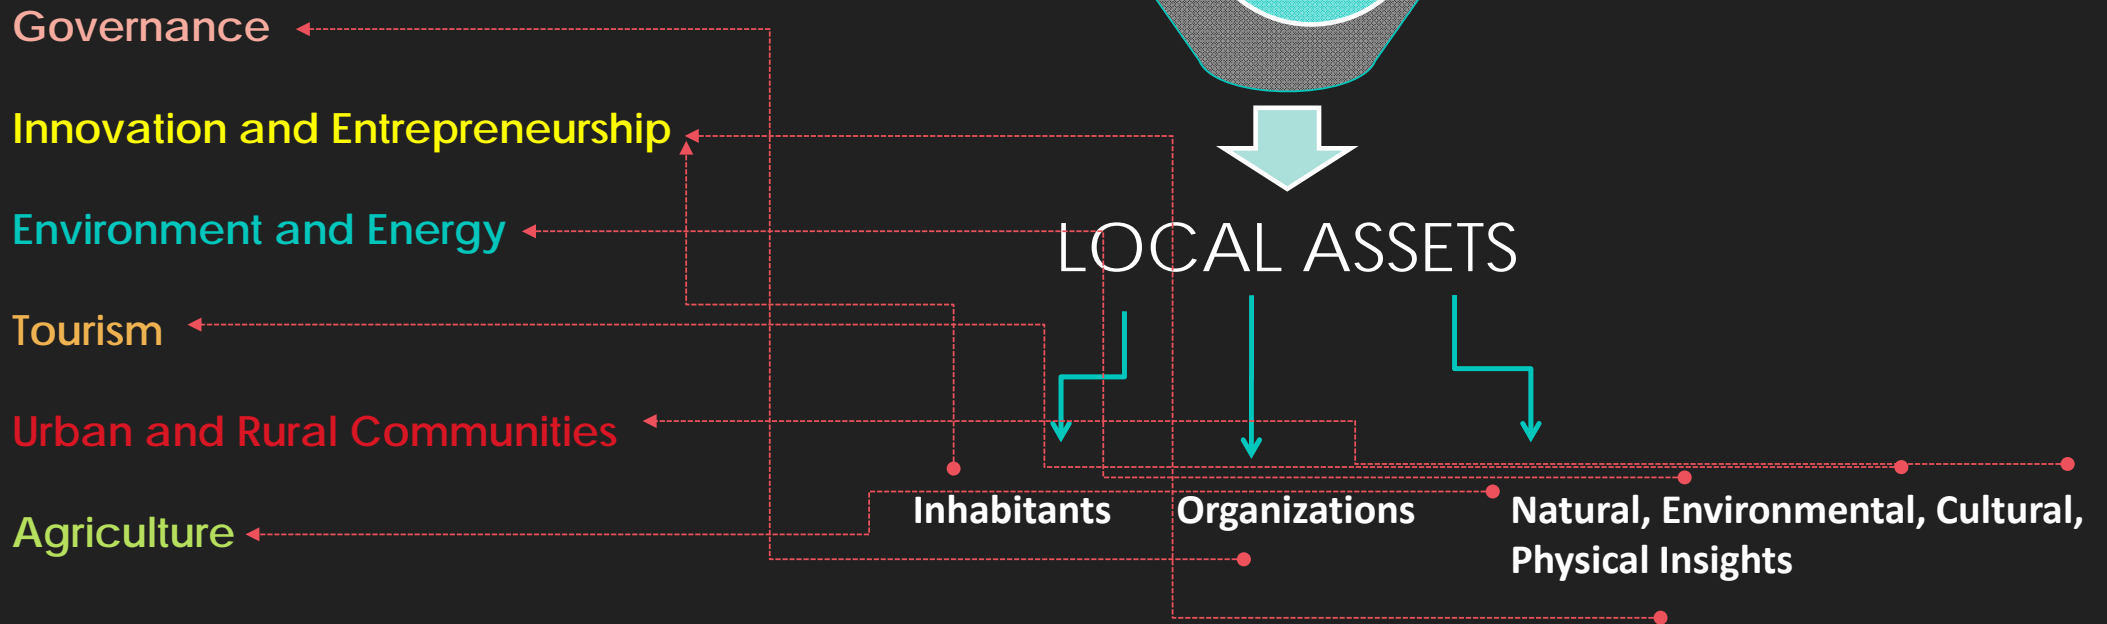 Governance
Innovation and Entrepreneurship
Environment and Energy
Tourism
Urban and Rural Communities
Agriculture
LOCAL ASSETS
Inhabitants
Organizations
Natural, Environmental, Cultural,
Physical Insights